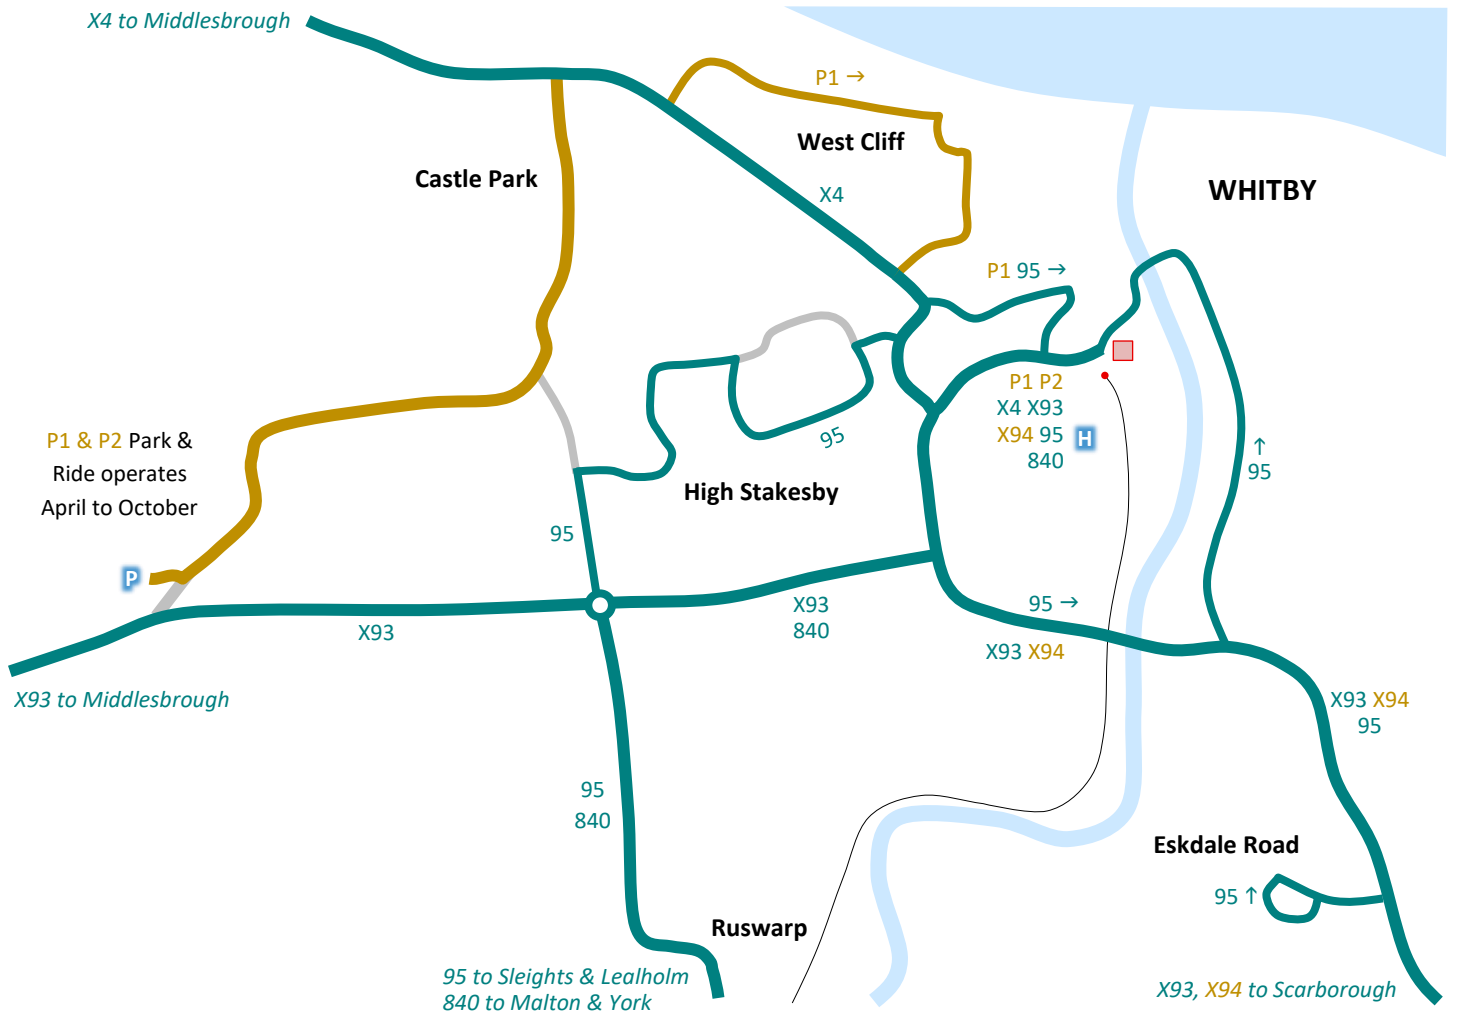 X4 to Middlesbrough
P1 →
West Cliff
Castle Park
X4
WHITBY
P1 95 →
P1 P2
X4 X93
X94 95
840
H
95
P1 & P2 Park &
Ride operates
April to October
High Stakesby
↑
95
95
P
X93
X93
840
95 →
X93 X94
X93 to Middlesbrough
X93 X94
95
95
840
Eskdale Road
95 ↑
Ruswarp
95 to Sleights & Lealholm
840 to Malton & York
X93, X94 to Scarborough